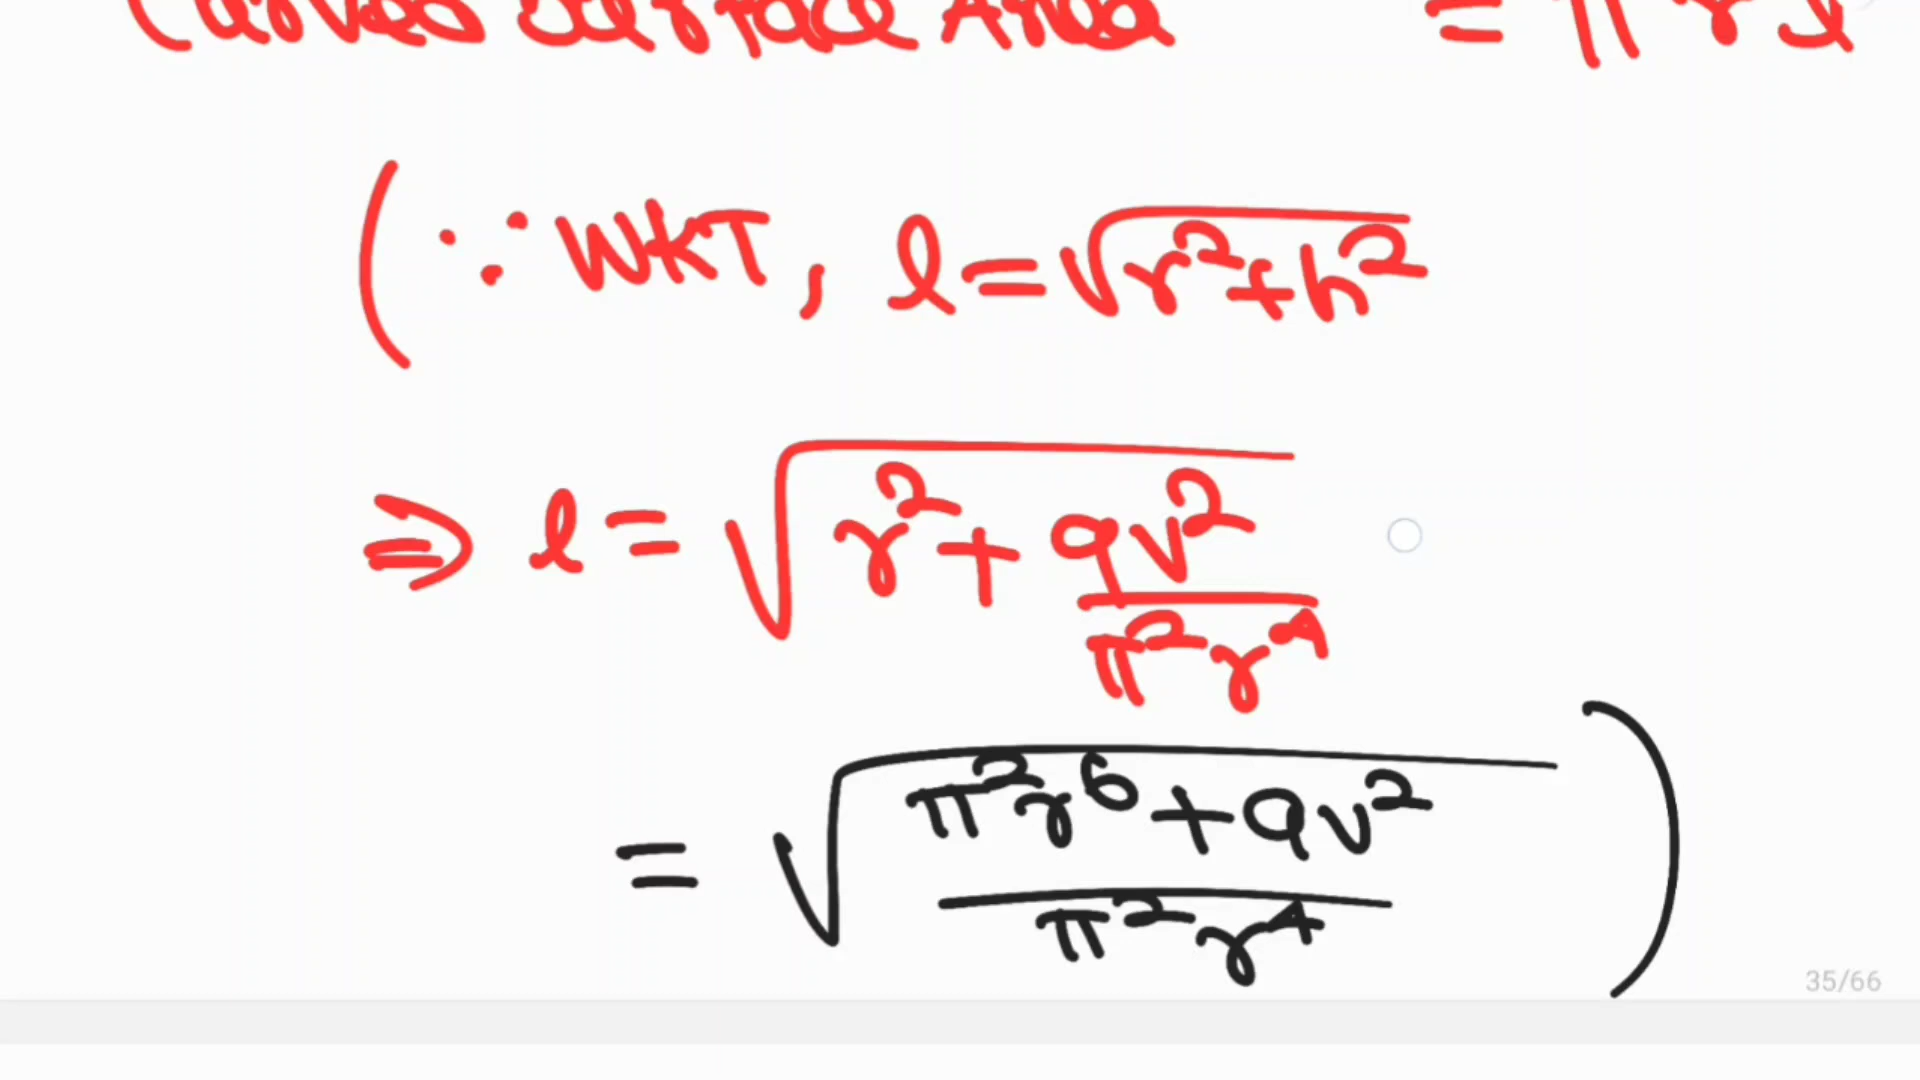 Curved Surface Area = πrl
(∵ WKT, l = √(r²+h²)
⇒ l = √(r² + 9v²/π²r⁴)
= √((π²r⁶ + 9v²)/π²r⁴) )
35/66